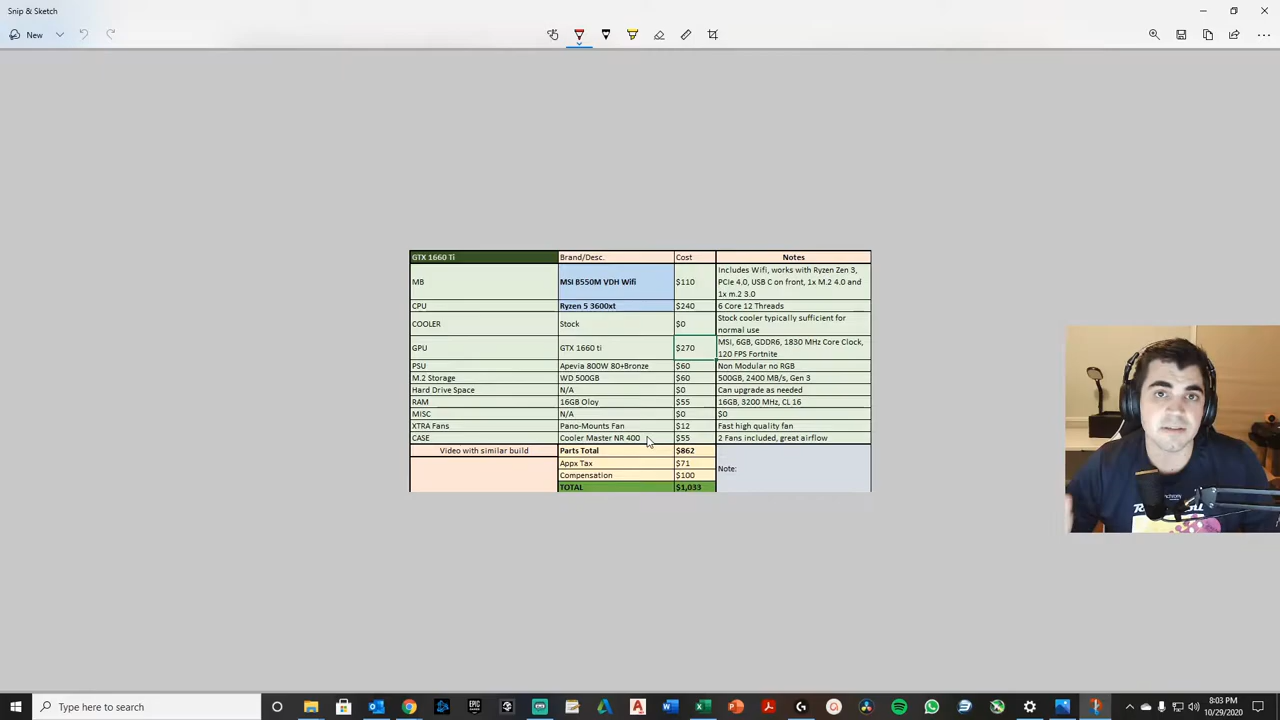 Snip & Sketch
New
GTX 1660 Ti Brand/Desc. Cost Notes
MB MSI B550M VDH Wifi $110 Includes Wifi, works with Ryzen Zen 3,
PCIe 4.0, USB C on front, 1x M.2 4.0 and
1x m.2 3.0
CPU Ryzen 5 3600xt $240 6 Core 12 Threads
COOLER Stock $0 Stock cooler typically sufficient for
normal use
GPU GTX 1660 ti $270 MSI, 6GB, GDDR6, 1830 MHz Core Clock,
120 FPS Fortnite
PSU Apevia 800W 80+Bronze $60 Non Modular no RGB
M.2 Storage WD 500GB $60 500GB, 2400 MB/s, Gen 3
Hard Drive Space N/A $0 Can upgrade as needed
RAM 16GB Oloy $55 16GB, 3200 MHz, CL 16
MISC N/A $0 $0
XTRA Fans Pano-Mounts Fan $12 Fast high quality fan
CASE Cooler Master NR 400 $55 2 Fans included, great airflow
Video with similar build Parts Total $862
Appx Tax $71
Note:
Compensation $100
TOTAL $1,033
Type here to search
8:03 PM
10/29/2020